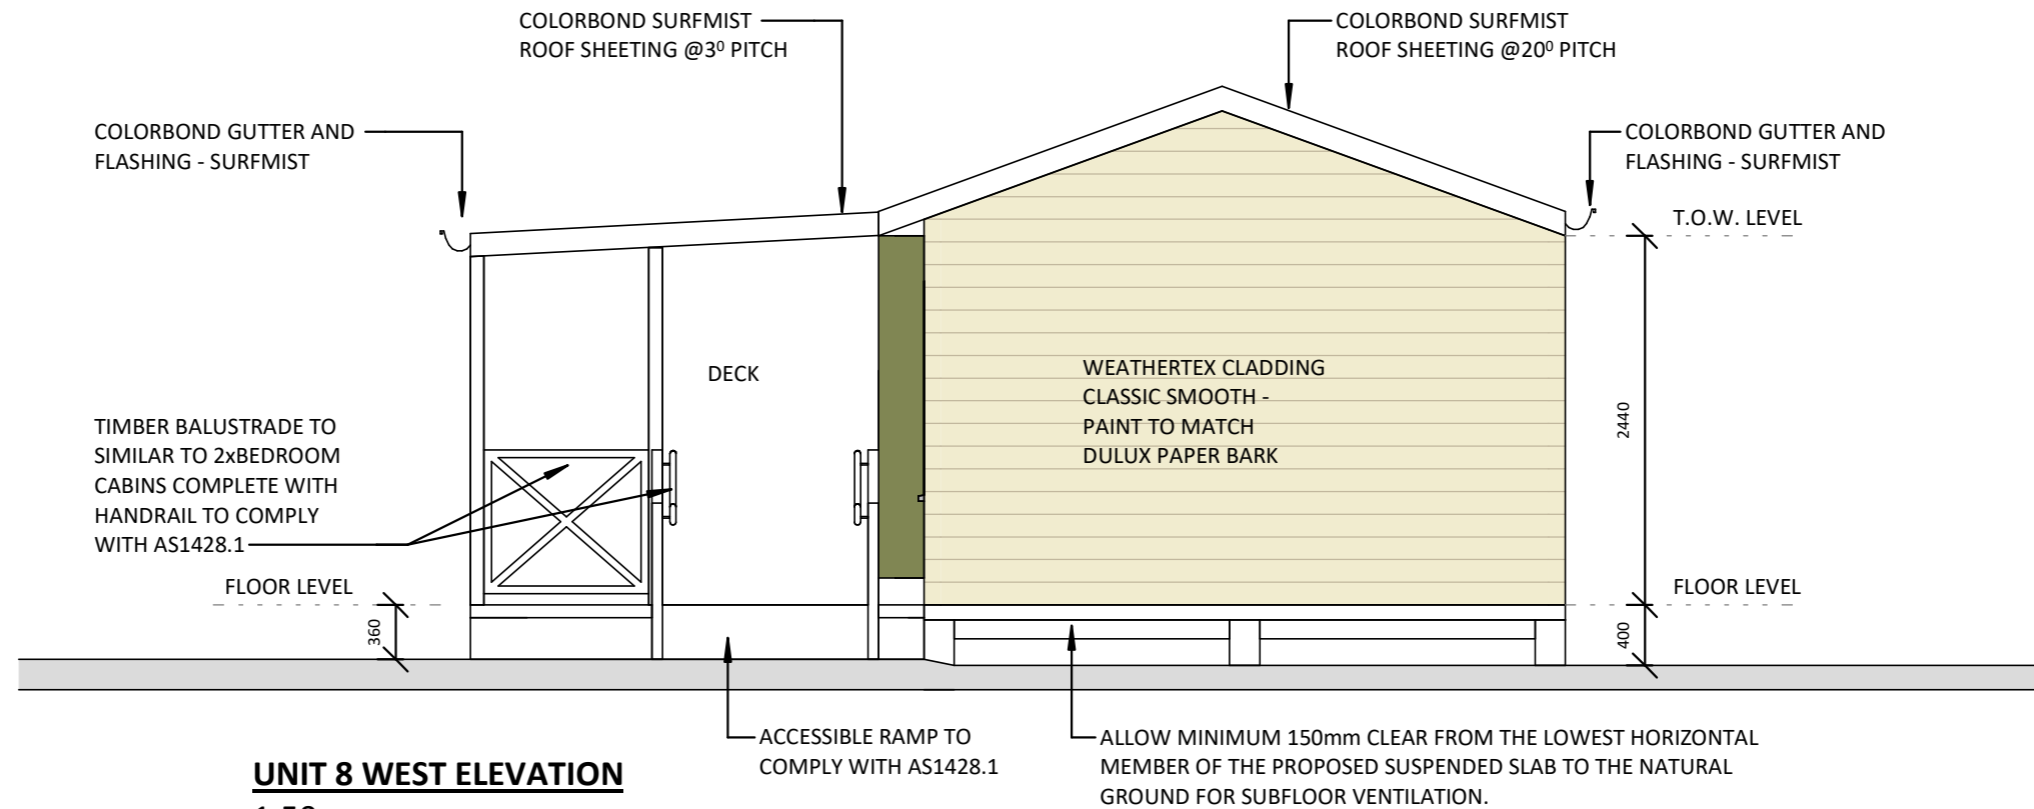 COLORBOND SURFMIST
ROOF SHEETING @3⁰ PITCH
COLORBOND SURFMIST
ROOF SHEETING @20⁰ PITCH
COLORBOND GUTTER AND
FLASHING - SURFMIST
COLORBOND GUTTER AND
FLASHING - SURFMIST
T.O.W. LEVEL
DECK
WEATHERTEX CLADDING
CLASSIC SMOOTH -
PAINT TO MATCH
DULUX PAPER BARK
2440
TIMBER BALUSTRADE TO
SIMILAR TO 2xBEDROOM
CABINS COMPLETE WITH
HANDRAIL TO COMPLY
WITH AS1428.1
FLOOR LEVEL
FLOOR LEVEL
360
400
ACCESSIBLE RAMP TO
COMPLY WITH AS1428.1
ALLOW MINIMUM 150mm CLEAR FROM THE LOWEST HORIZONTAL
MEMBER OF THE PROPOSED SUSPENDED SLAB TO THE NATURAL
GROUND FOR SUBFLOOR VENTILATION.
UNIT 8 WEST ELEVATION